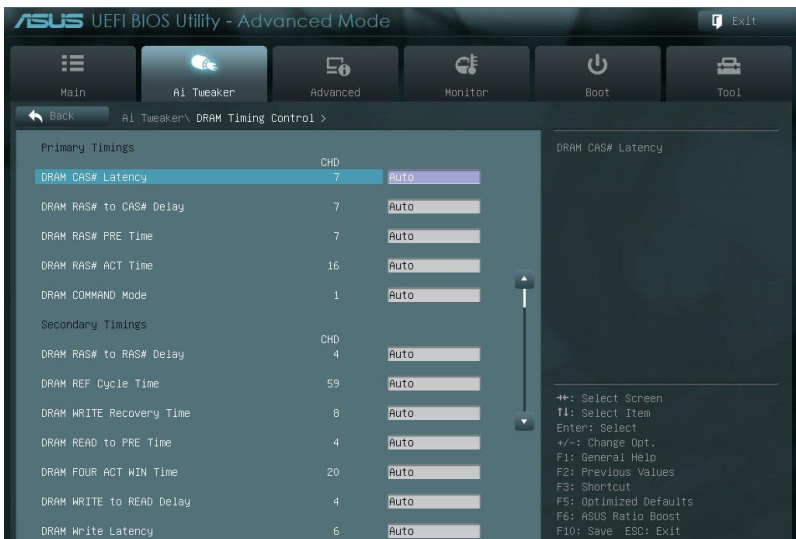 ASUS UEFI BIOS Utility - Advanced Mode
Exit
Main
Ai Tweaker
Advanced
Monitor
Boot
Tool
Back
Ai Tweaker\ DRAM Timing Control >
Primary Timings
CHD
DRAM CAS# Latency 7 Auto
DRAM RAS# to CAS# Delay 7 Auto
DRAM RAS# PRE Time 7 Auto
DRAM RAS# ACT Time 16 Auto
DRAM COMMAND Mode 1 Auto
Secondary Timings
CHD
DRAM RAS# to RAS# Delay 4 Auto
DRAM REF Cycle Time 59 Auto
DRAM WRITE Recovery Time 8 Auto
DRAM READ to PRE Time 4 Auto
DRAM FOUR ACT WIN Time 20 Auto
DRAM WRITE to READ Delay 4 Auto
DRAM Write Latency 6 Auto
DRAM CAS# Latency
→←: Select Screen
↑↓: Select Item
Enter: Select
+/-: Change Opt.
F1: General Help
F2: Previous Values
F3: Shortcut
F5: Optimized Defaults
F6: ASUS Ratio Boost
F10: Save ESC: Exit